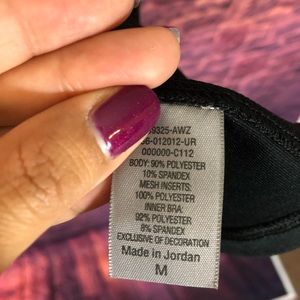 9325-AWZ
6-012012-UR
000000-C112
BODY: 90% POLYESTER
10% SPANDEX
MESH INSERTS:
100% POLYESTER
INNER BRA:
92% POLYESTER
8% SPANDEX
EXCLUSIVE OF DECORATION
Made in Jordan
M